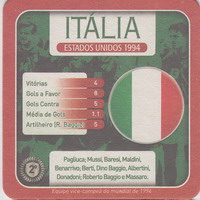 ITÁLIA
ESTADOS UNIDOS 1994
Vitórias 4
Gols a Favor 8
Gols Contra 5
Média de Gols 1.1
Artilheiro (R. Baggio) 5
Pagliuca; Mussi, Baresi, Maldini,
Benarrivo; Berti, Dino Baggio, Albertini,
Donadoni; Roberto Baggio e Massaro.
Equipe vice-campeã do mundial de 1994